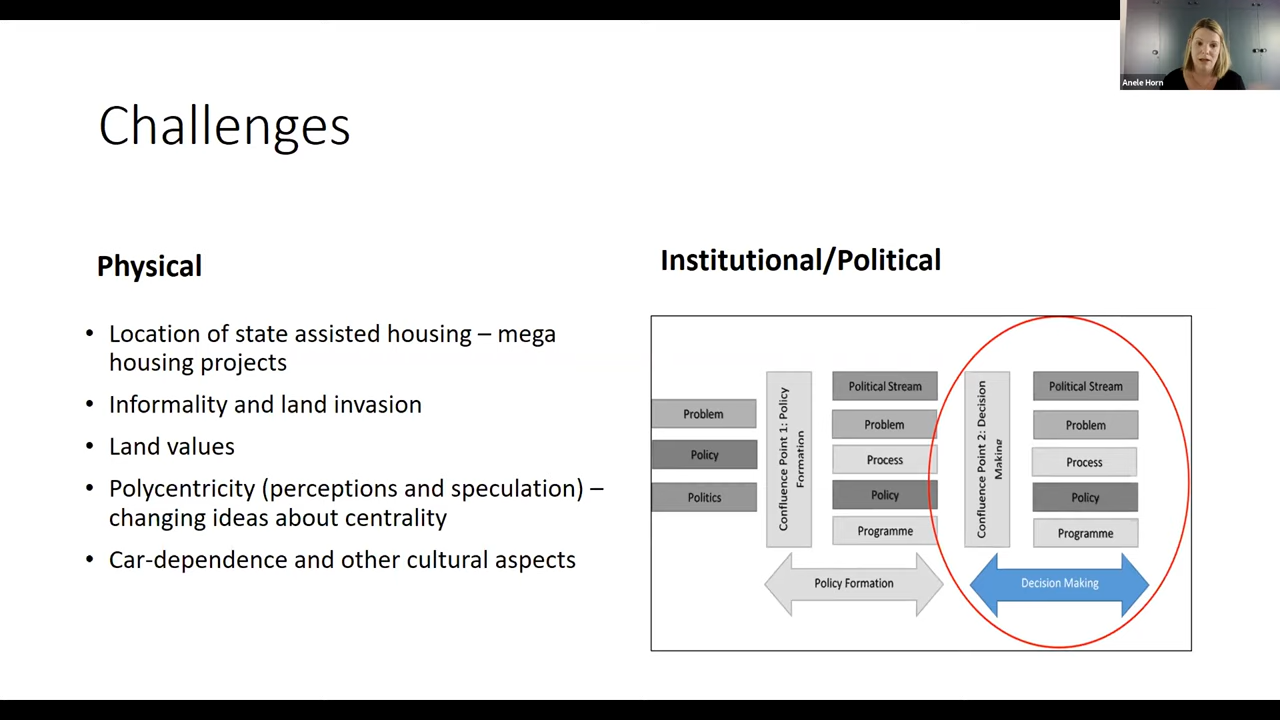 Anele Horn
Challenges
Physical
• Location of state assisted housing – mega
housing projects
• Informality and land invasion
• Land values
• Polycentricity (perceptions and speculation) –
changing ideas about centrality
• Car-dependence and other cultural aspects
Institutional/Political
Problem
Policy
Politics
Confluence Point 1: Policy
Formation
Political Stream
Problem
Process
Policy
Programme
Policy Formation
Confluence Point 2: Decision
Making
Political Stream
Problem
Process
Policy
Programme
Decision Making